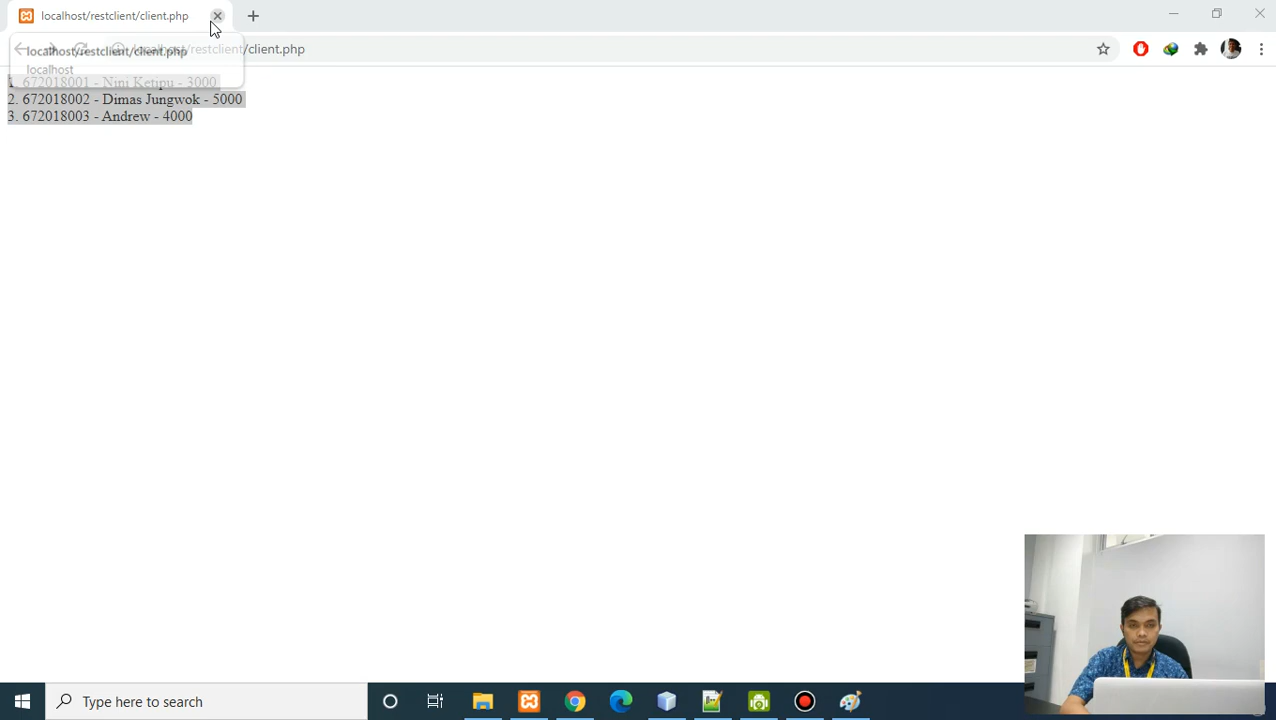 localhost/restclient/client.php
localhost/restclient/client.php
localhost/restclient/client.php
localhost
1. 672018001 - Nini Ketipu - 3000
2. 672018002 - Dimas Jungwok - 5000
3. 672018003 - Andrew - 4000
Type here to search